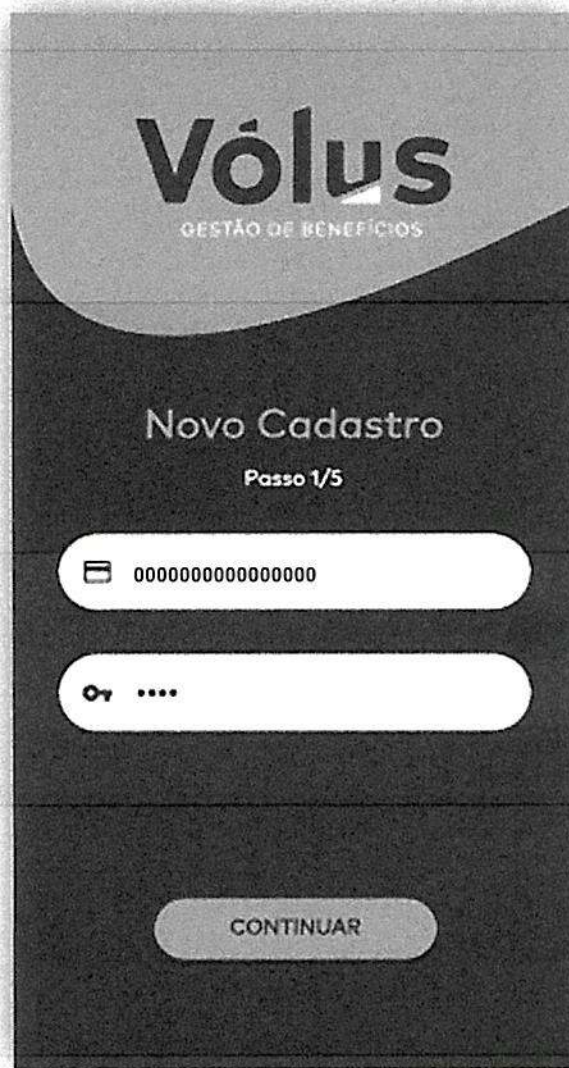 Vólus
GESTÃO DE BENEFÍCIOS
Novo Cadastro
Passo 1/5
0000000000000000
••••
CONTINUAR